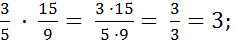 3/5 · 15/9 = 3 ·15/5 ·9 = 3/3 = 3;